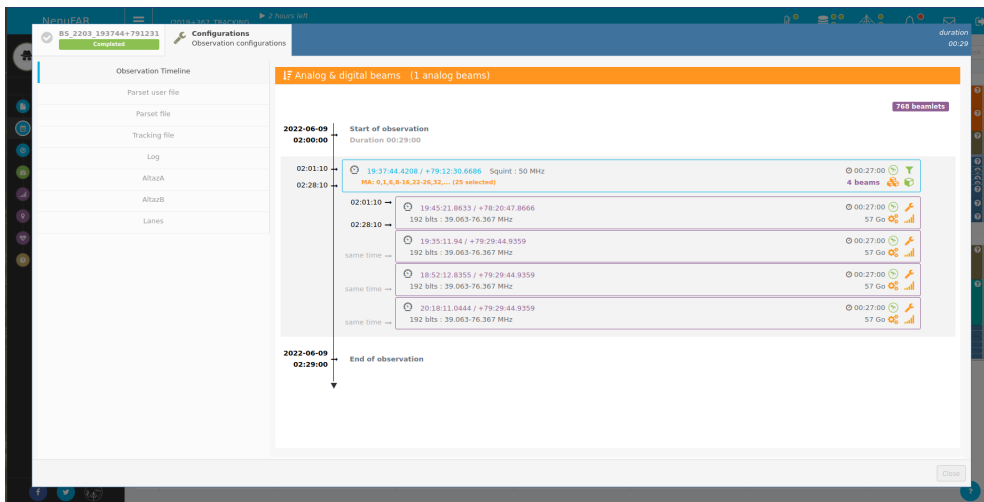 NenuFAR
[2019+367_TRACKING]
2 hours left
BS_2203_193744+791231
Completed
Configurations
Observation configurations
duration
00:29
Observation Timeline
Parset user file
Parset file
Tracking file
Log
AltazA
AltazB
Lanes
Analog & digital beams (1 analog beams)
768 beamlets
2022-06-09
02:00:00
Start of observation
Duration 00:29:00
02:01:10
02:28:10
19:37:44.4208 / +79:12:30.6686 Squint : 50 MHz
MA: 0,1,6,8-16,22-26,32,... (25 selected)
00:27:00
4 beams
02:01:10
02:28:10
19:45:21.8633 / +78:20:47.8666
192 blts : 39.063-76.367 MHz
00:27:00
57 Go
same time
19:35:11.94 / +79:29:44.9359
192 blts : 39.063-76.367 MHz
00:27:00
57 Go
same time
18:52:12.8355 / +79:29:44.9359
192 blts : 39.063-76.367 MHz
00:27:00
57 Go
same time
20:18:11.0444 / +79:29:44.9359
192 blts : 39.063-76.367 MHz
00:27:00
57 Go
2022-06-09
02:29:00
End of observation
Close